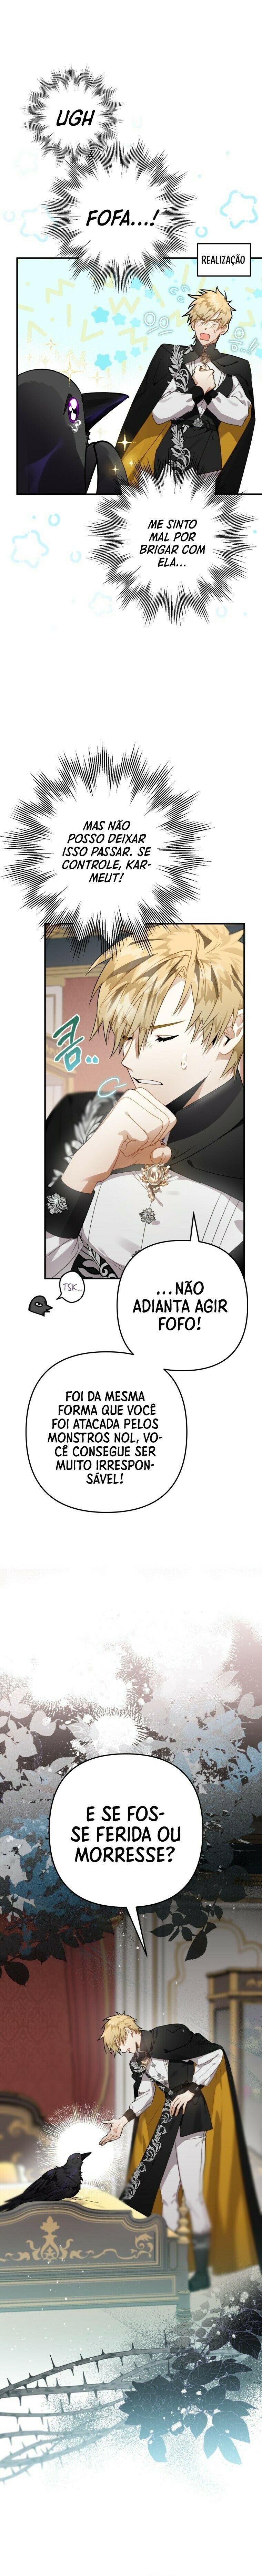 UGH
FOFA...!
REALIZAÇÃO
ME SINTO
MAL POR
BRIGAR COM
ELA...
MAS NÃO
POSSO DEIXAR
ISSO PASSAR. SE
CONTROLE, KAR-
MEUT!
콩..
TSK...
...NÃO
ADIANTA AGIR
FOFO!
FOI DA MESMA
FORMA QUE VOCÊ
FOI ATACADA PELOS
MONSTROS NOL, VO-
CÊ CONSEGUE SER
MUITO IRRESPON-
SÁVEL!
E SE FOS-
SE FERIDA OU
MORRESSE?